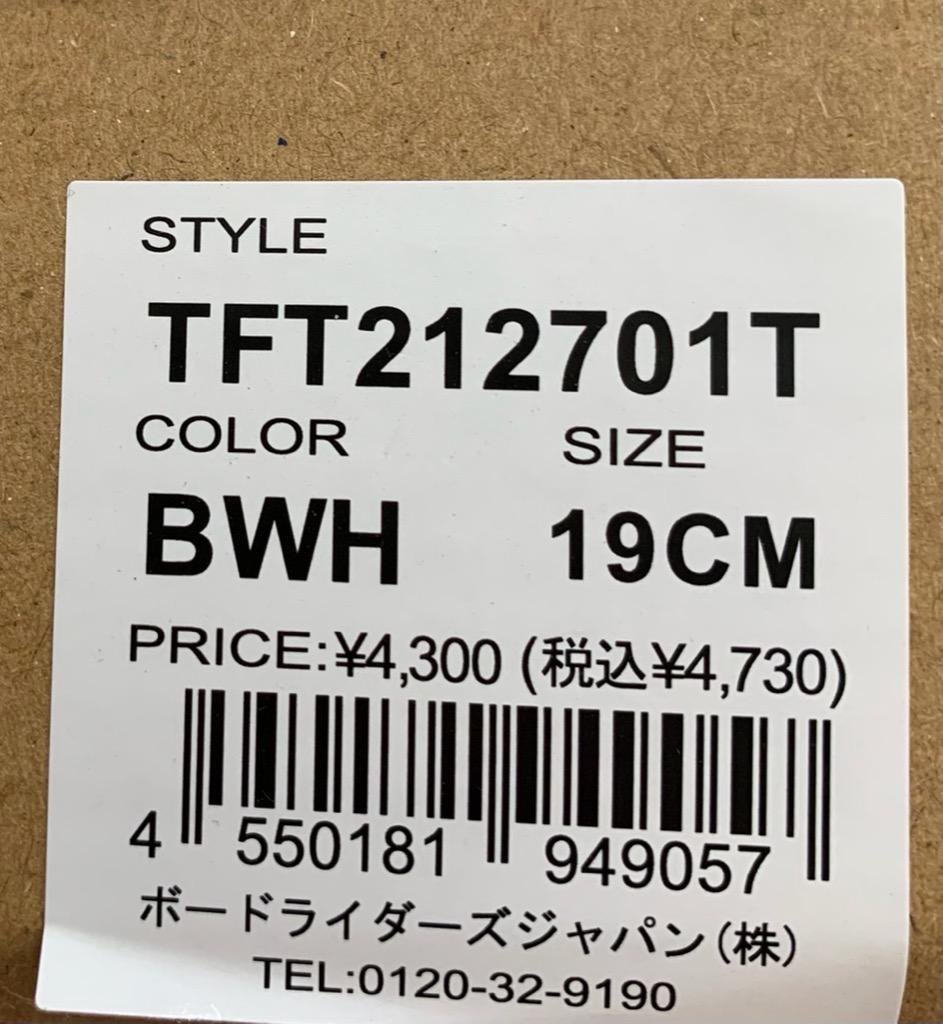 STYLE
TFT212701T
COLOR SIZE
BWH 19CM
PRICE:¥4,300 (税込¥4,730)
4 550181 949057
ボードライダーズジャパン(株)
TEL:0120-32-9190